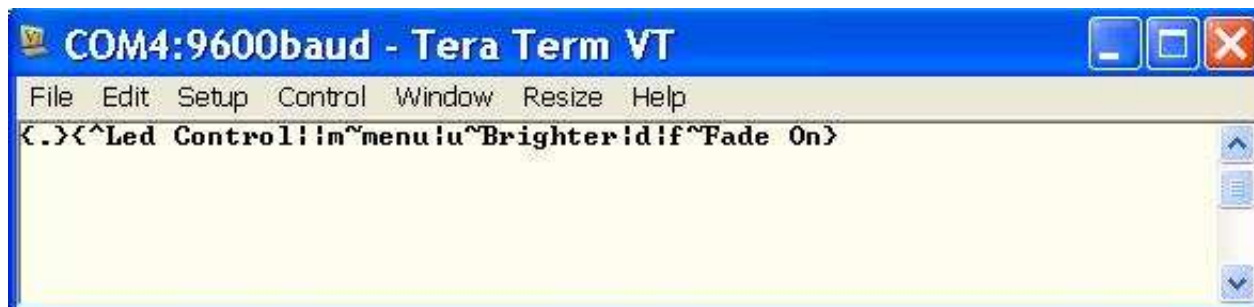 COM4:9600baud - Tera Term VT
File Edit Setup Control Window Resize Help
{.}{^Led Control||m~menu|u~Brighter|d|f~Fade On}